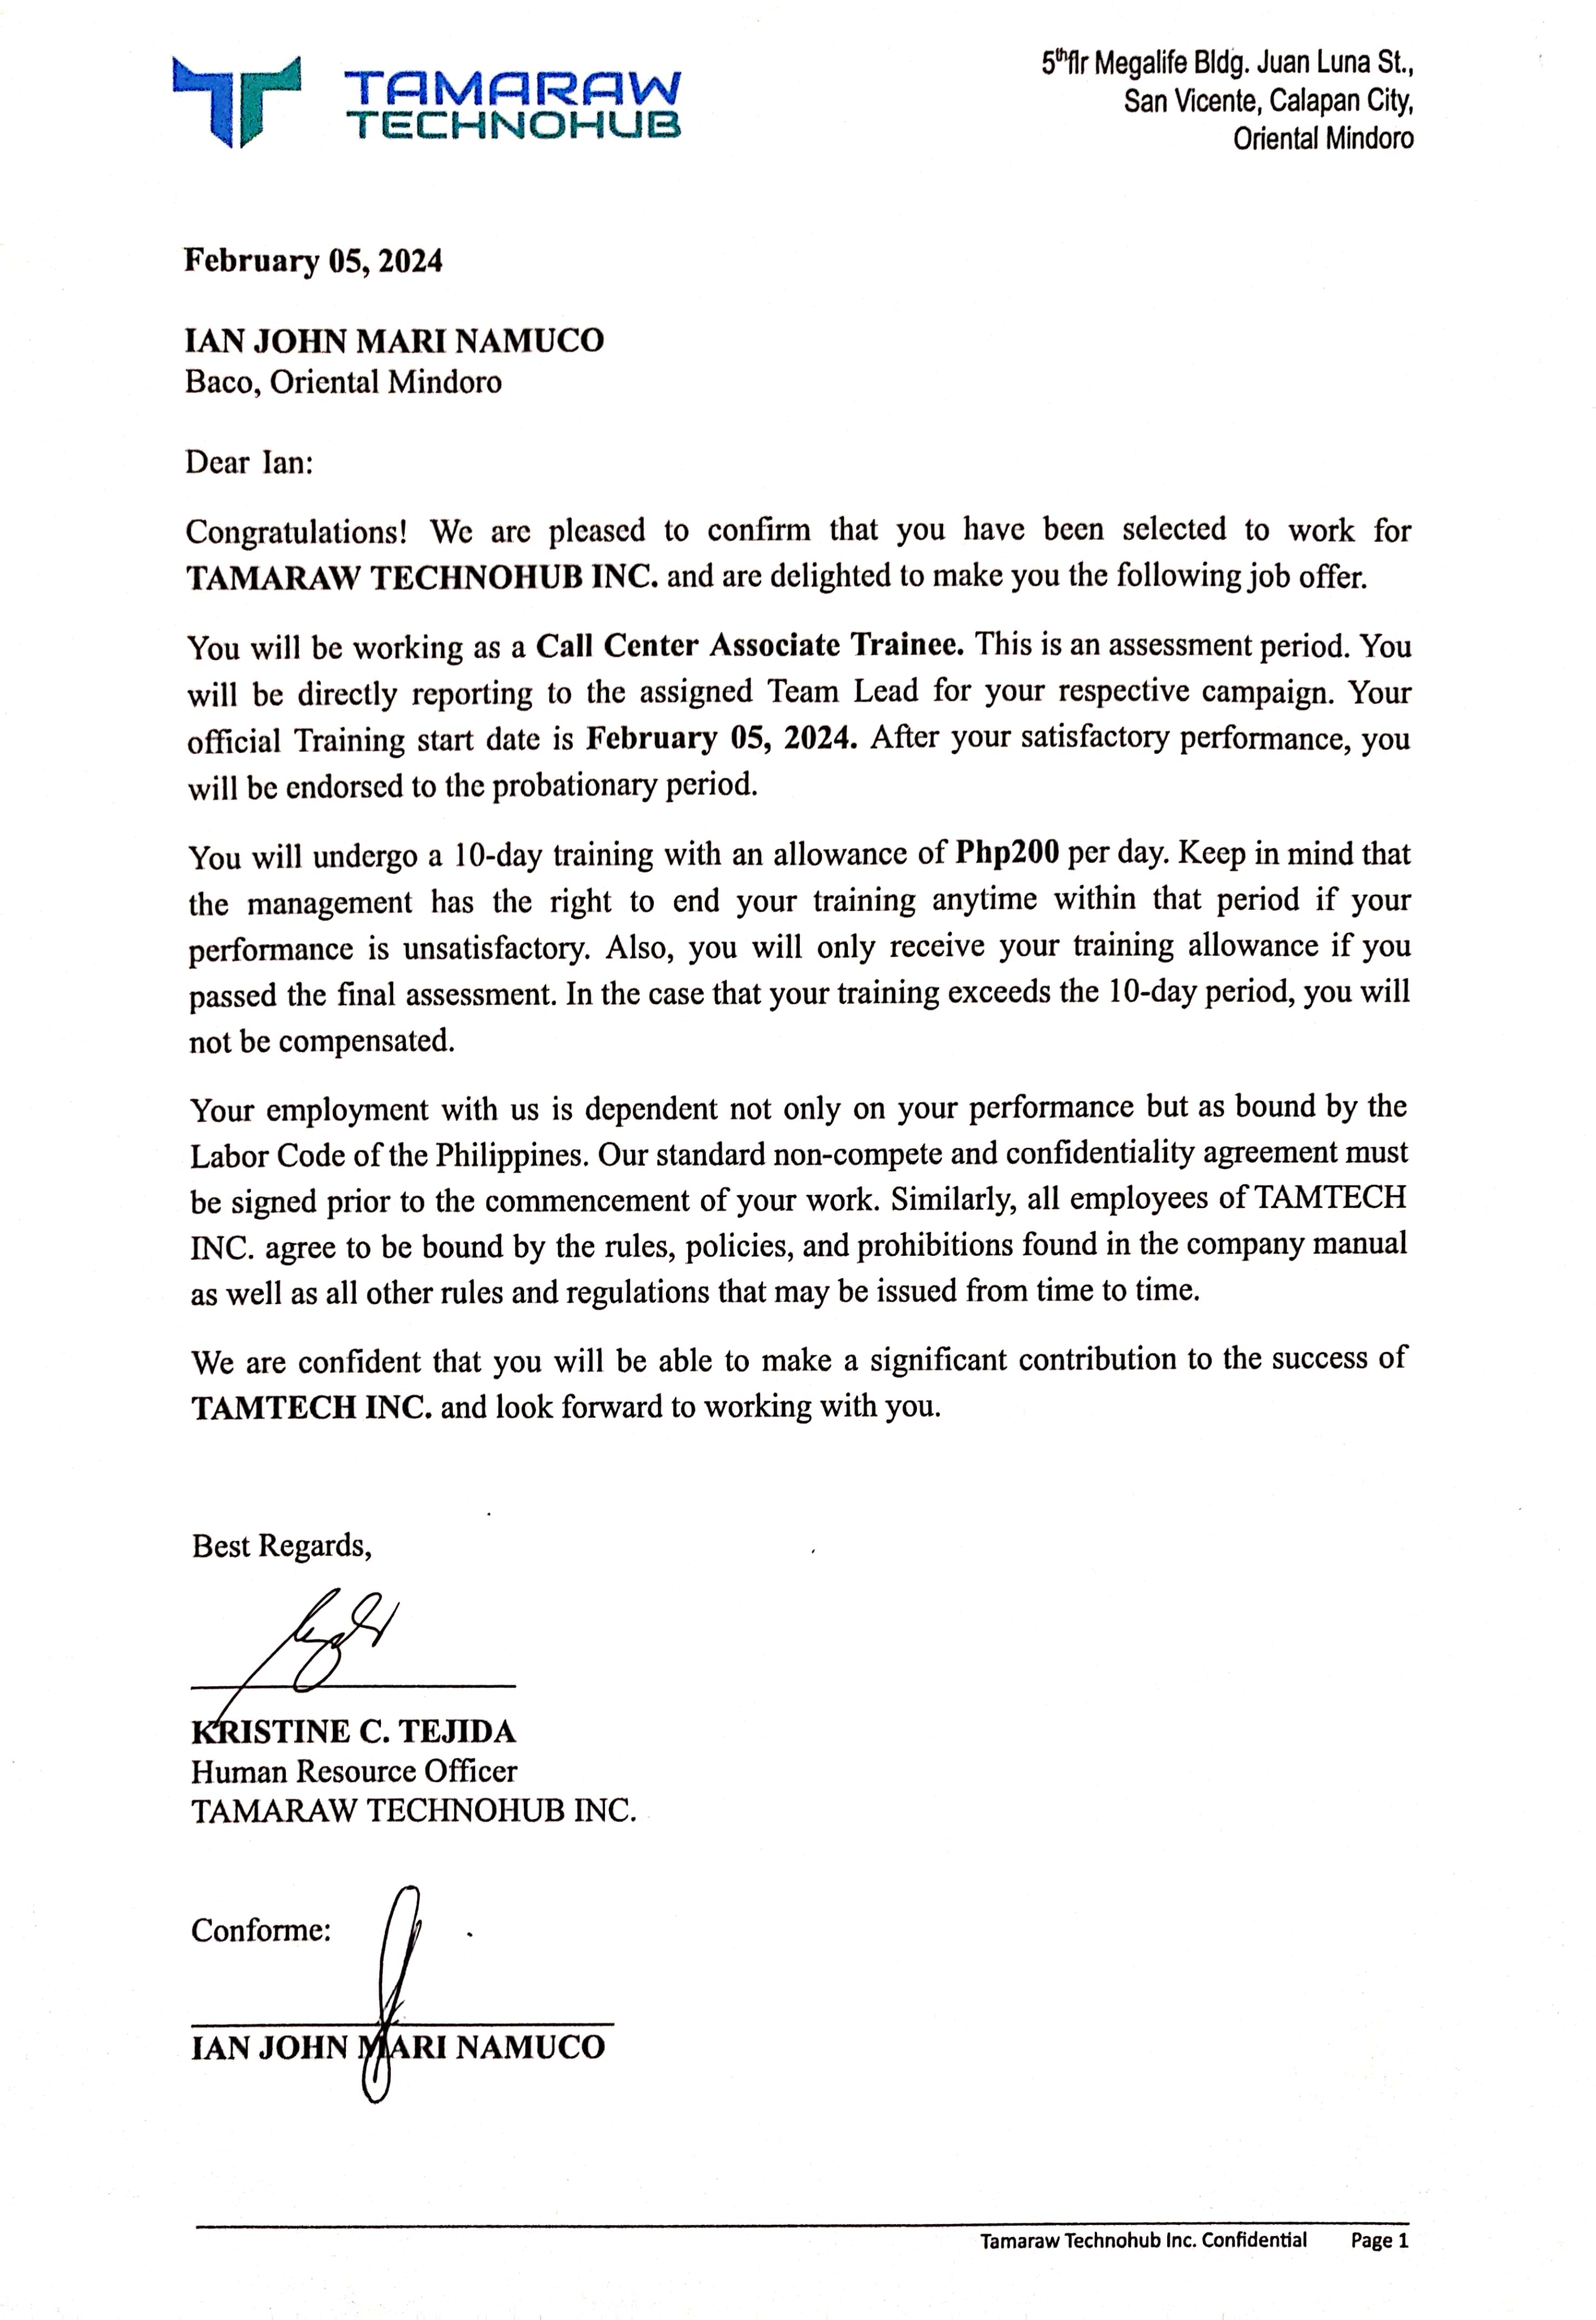 TAMARAW
TECHNOHUB
5thflr Megalife Bldg. Juan Luna St.,
San Vicente, Calapan City,
Oriental Mindoro
February 05, 2024
IAN JOHN MARI NAMUCO
Baco, Oriental Mindoro
Dear Ian:
Congratulations! We are pleased to confirm that you have been selected to work for
TAMARAW TECHNOHUB INC. and are delighted to make you the following job offer.
You will be working as a Call Center Associate Trainee. This is an assessment period. You
will be directly reporting to the assigned Team Lead for your respective campaign. Your
official Training start date is February 05, 2024. After your satisfactory performance, you
will be endorsed to the probationary period.
You will undergo a 10-day training with an allowance of Php200 per day. Keep in mind that
the management has the right to end your training anytime within that period if your
performance is unsatisfactory. Also, you will only receive your training allowance if you
passed the final assessment. In the case that your training exceeds the 10-day period, you will
not be compensated.
Your employment with us is dependent not only on your performance but as bound by the
Labor Code of the Philippines. Our standard non-compete and confidentiality agreement must
be signed prior to the commencement of your work. Similarly, all employees of TAMTECH
INC. agree to be bound by the rules, policies, and prohibitions found in the company manual
as well as all other rules and regulations that may be issued from time to time.
We are confident that you will be able to make a significant contribution to the success of
TAMTECH INC. and look forward to working with you.
Best Regards,
KRISTINE C. TEJIDA
Human Resource Officer
TAMARAW TECHNOHUB INC.
Conforme:
IAN JOHN MARI NAMUCO
Tamaraw Technohub Inc. Confidential Page 1